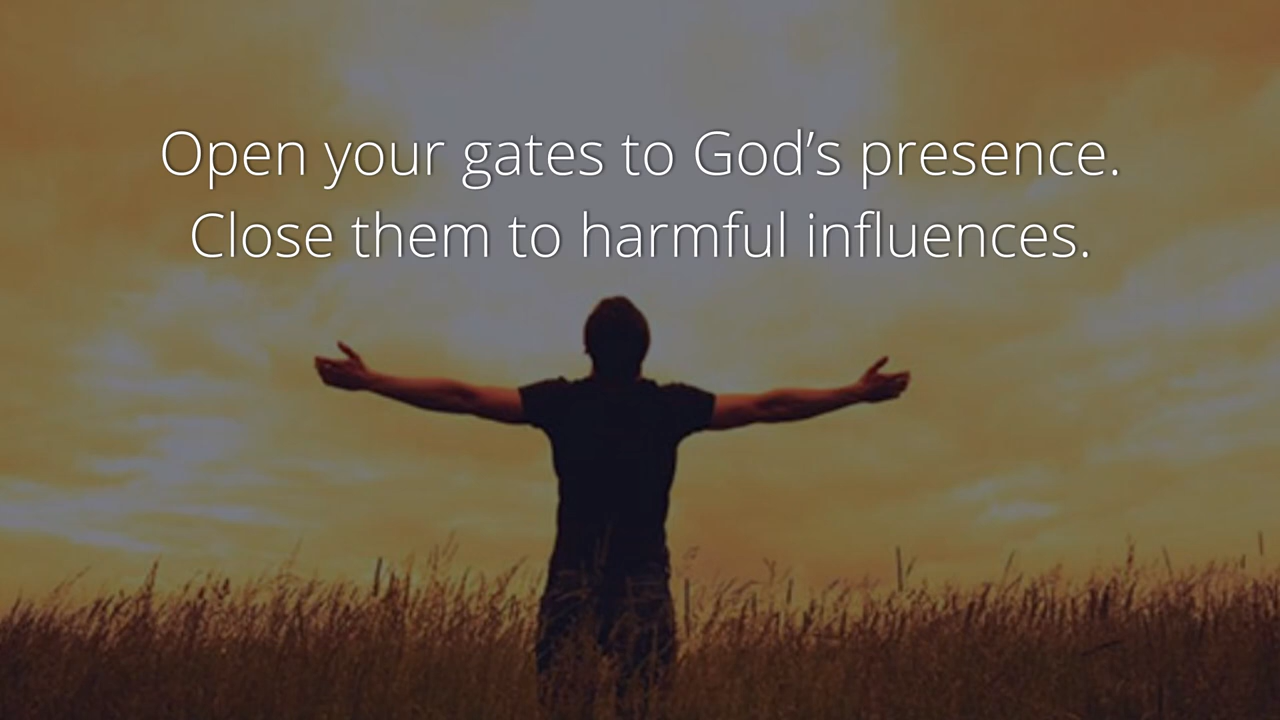 Open your gates to God’s presence.
Close them to harmful influences.